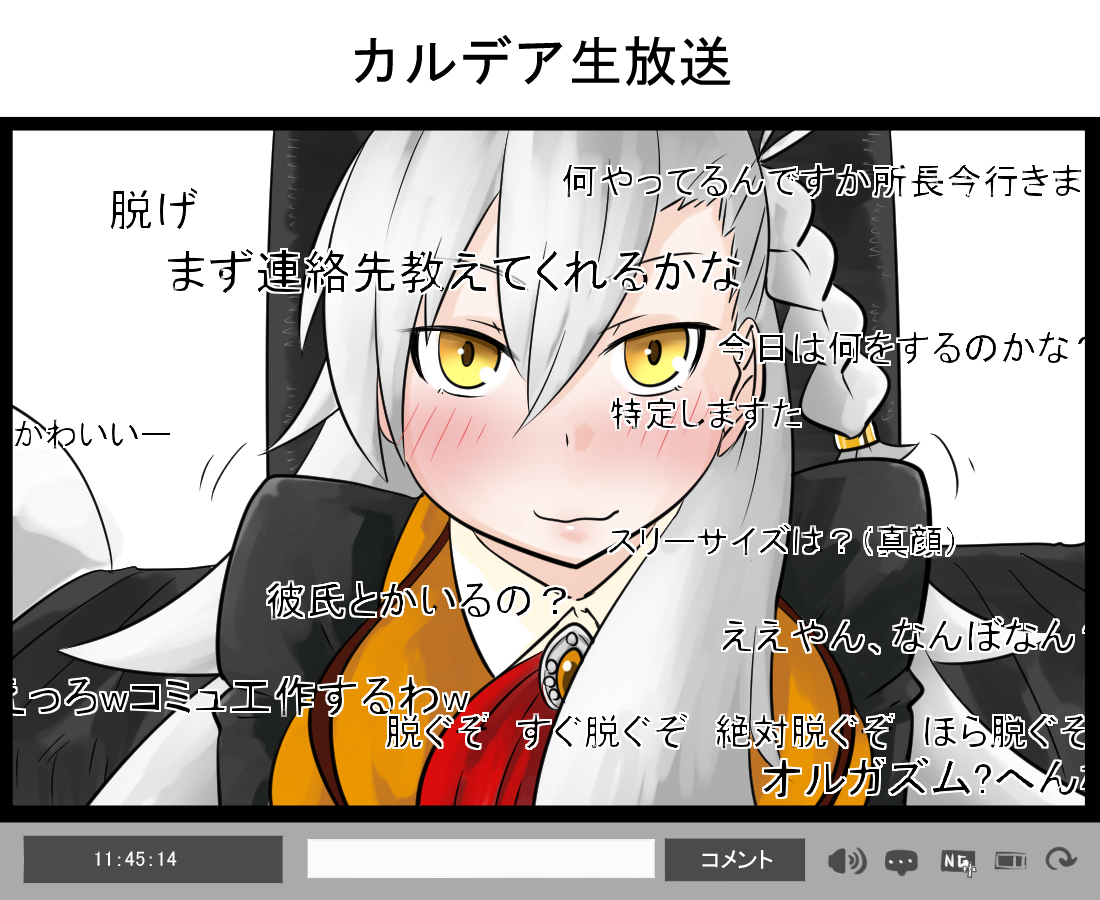 カルデア生放送
何やってるんですか所長今行きま
脱げ
まず連絡先教えてくれるかな
今日は何をするのかな?
特定しますた
かわいいー
スリーサイズは？(真顔)
彼氏とかいるの？
ええやん、なんぼなん?
えっろwコミュ工作するわw
脱ぐぞ　すぐ脱ぐぞ　絶対脱ぐぞ　ほら脱ぐぞ
オルガズム?へん
11:45:14
コメント
NG